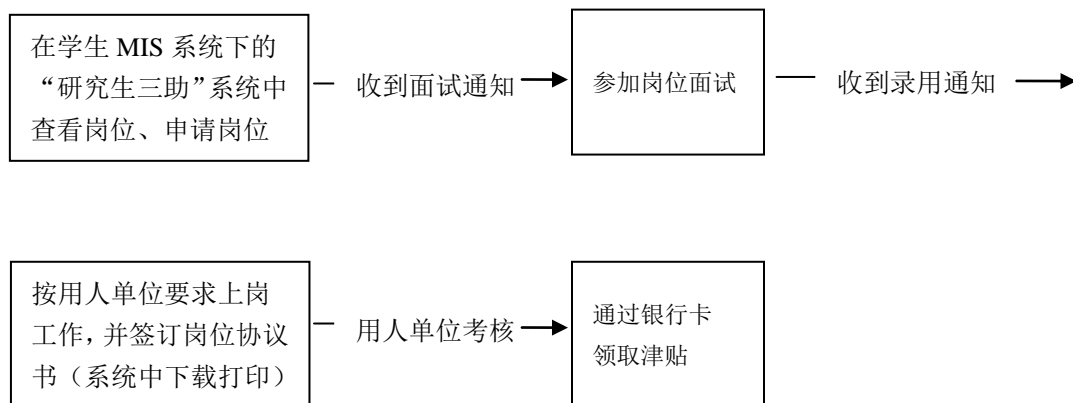 在学生 MIS 系统下的
“研究生三助”系统中
查看岗位、申请岗位
收到面试通知
参加岗位面试
收到录用通知
按用人单位要求上岗
工作，并签订岗位协议
书（系统中下载打印）
用人单位考核
通过银行卡
领取津贴